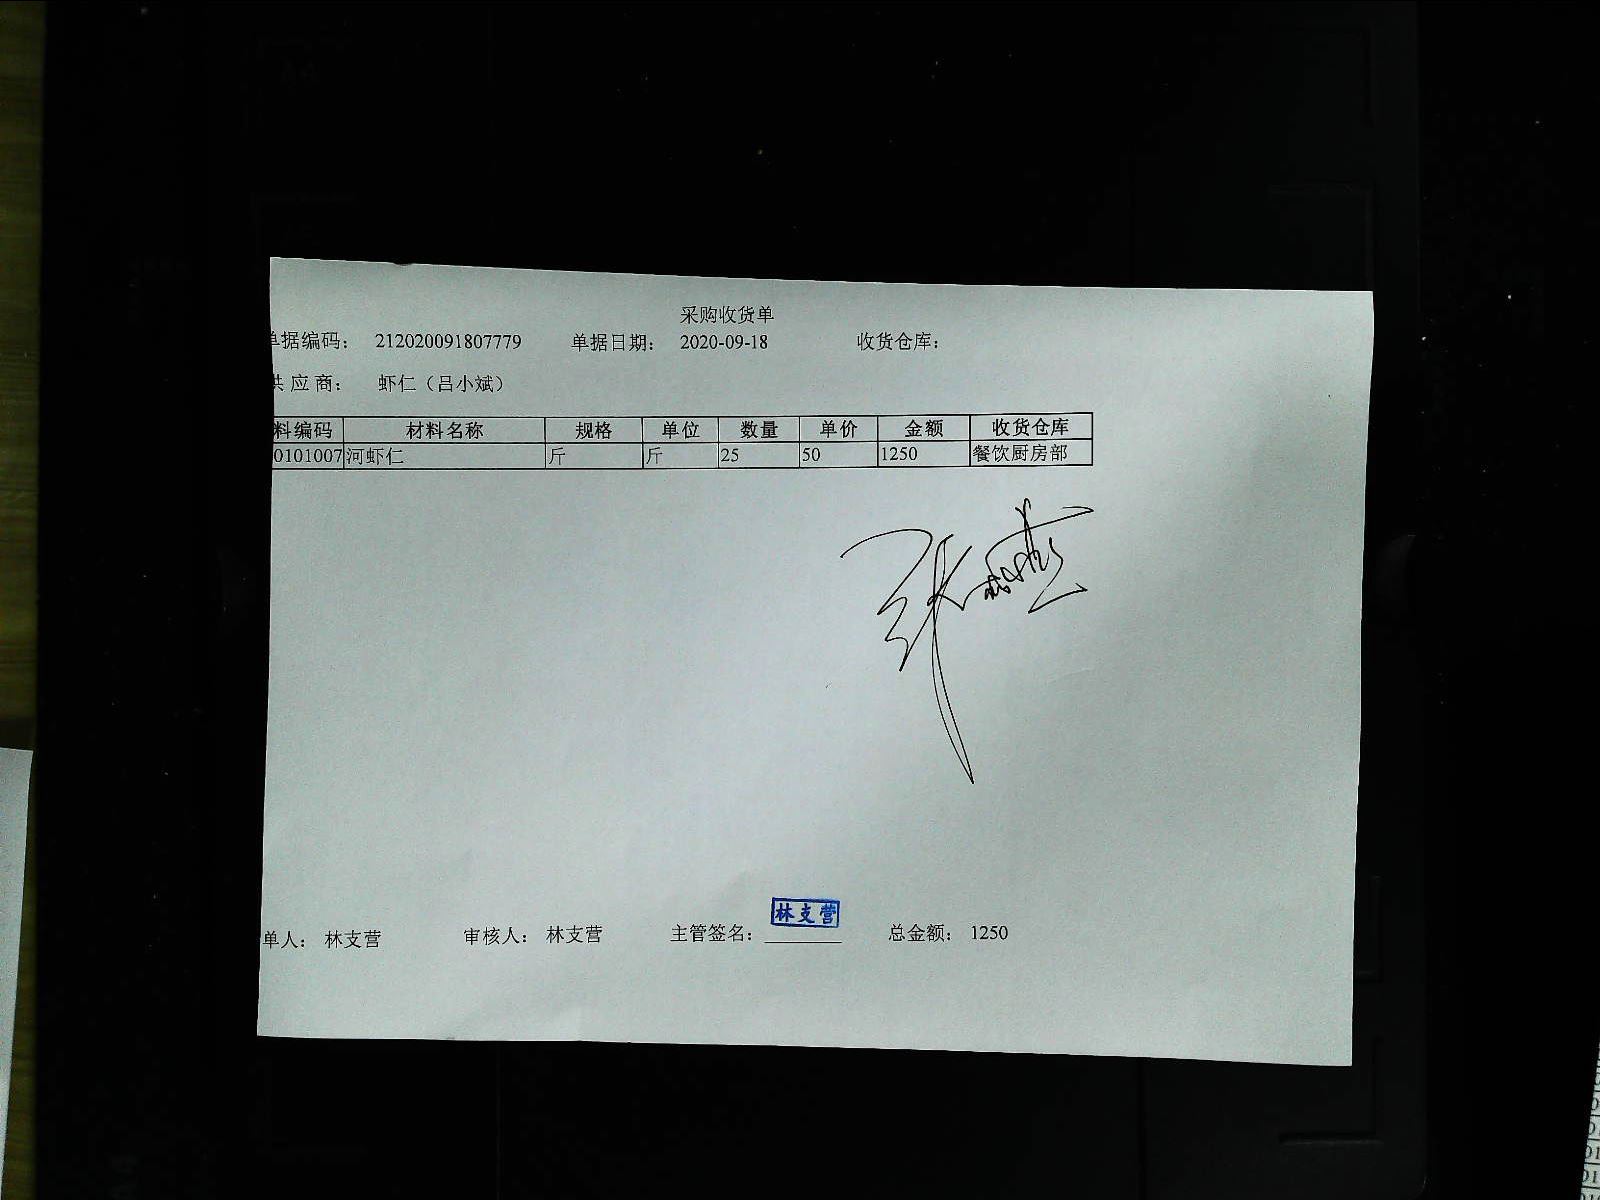 采购收货单
单据编码： 212020091807779 单据日期： 2020-09-18 收货仓库：
供应商： 虾仁（吕小斌）
料编码 材料名称 规格 单位 数量 单价 金额 收货仓库
0101007 河虾仁 斤 斤 25 50 1250 餐饮厨房部
林支营
单人： 林支营 审核人： 林支营 主管签名： 总金额： 1250